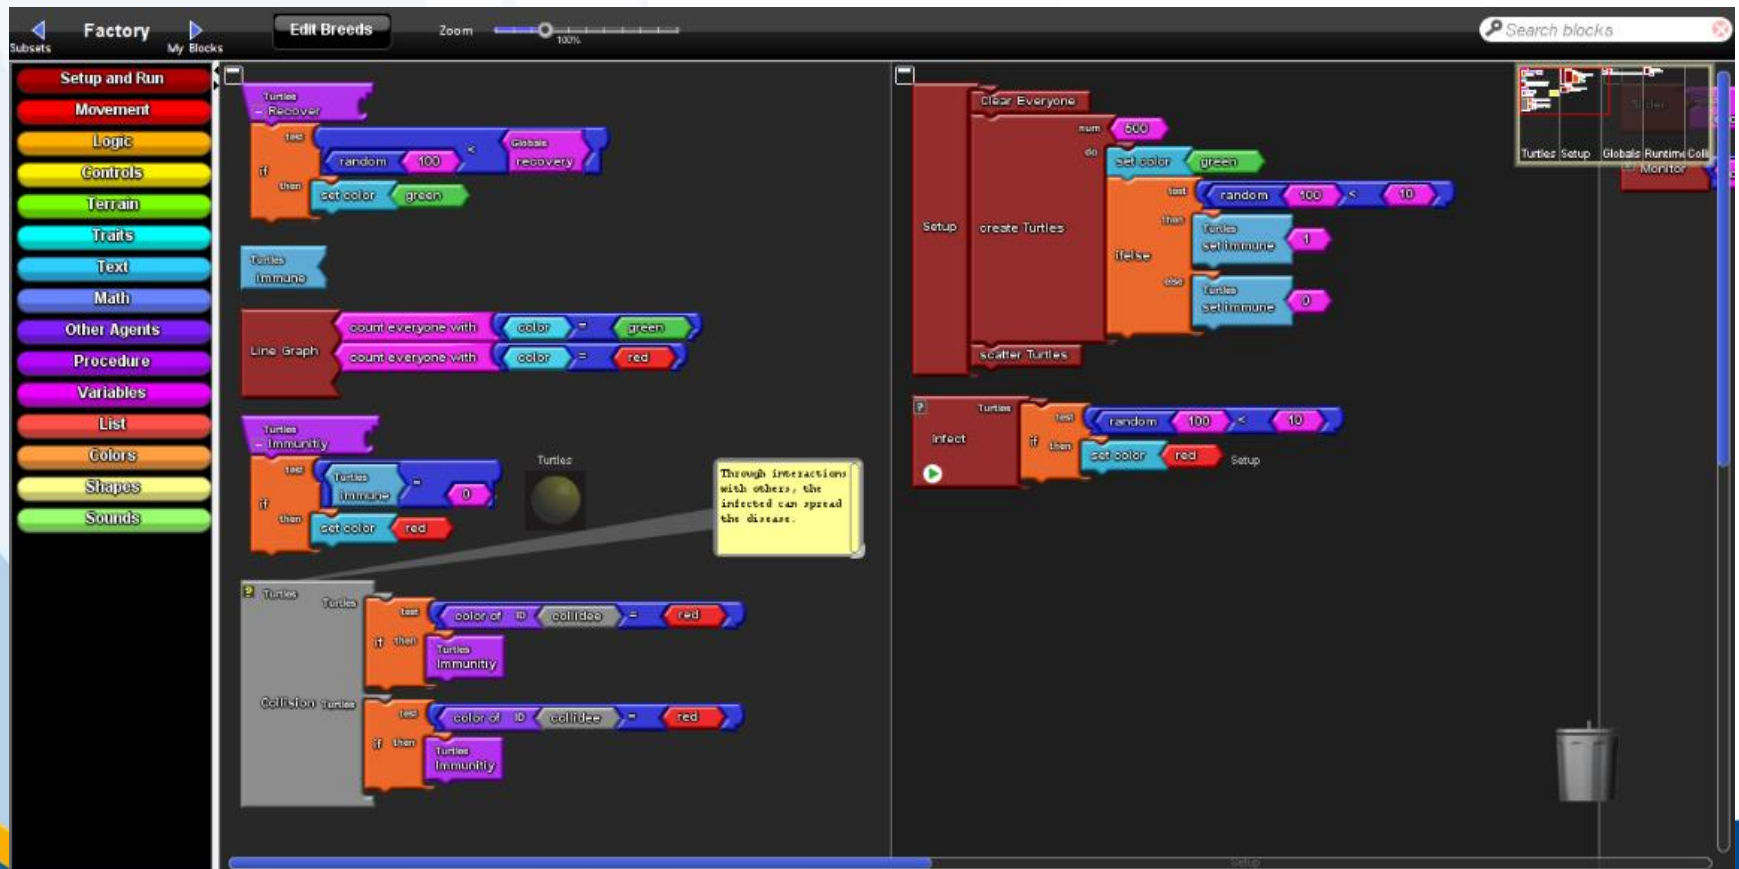 Factory
Subsets
My Blocks
Edit Breeds
Zoom
100%
Search blocks
Setup and Run
Movement
Logic
Controls
Terrain
Traits
Text
Math
Other Agents
Procedure
Variables
List
Colors
Shapes
Sounds
Turtles
- Recover
test
random 100 < Globals recovery
if
then
set color green
Turtles
immune
Line Graph
count everyone with color = green
count everyone with color = red
Turtles
- Immunitiy
test
Turtles immune = 0
if
then
set color red
Turtles
Through interactions
with others, the
infected can spread
the disease.
? Turtles
Collision
Turtles
test
color of ID collidee = red
if then
Turtles
Immunitiy
Turtles
test
color of ID collidee = red
if then
Turtles
Immunitiy
Setup
Clear Everyone
create Turtles
num 500
do
set color green
ifelse
test random 100 < 10
then
Turtles
set immune 1
else
Turtles
set immune 0
scatter Turtles
?
Turtles
Infect
test random 100 < 10
if then
set color red
Setup
Turtles Setup Globals Runtime Colli
Slider
Monitor
Setup